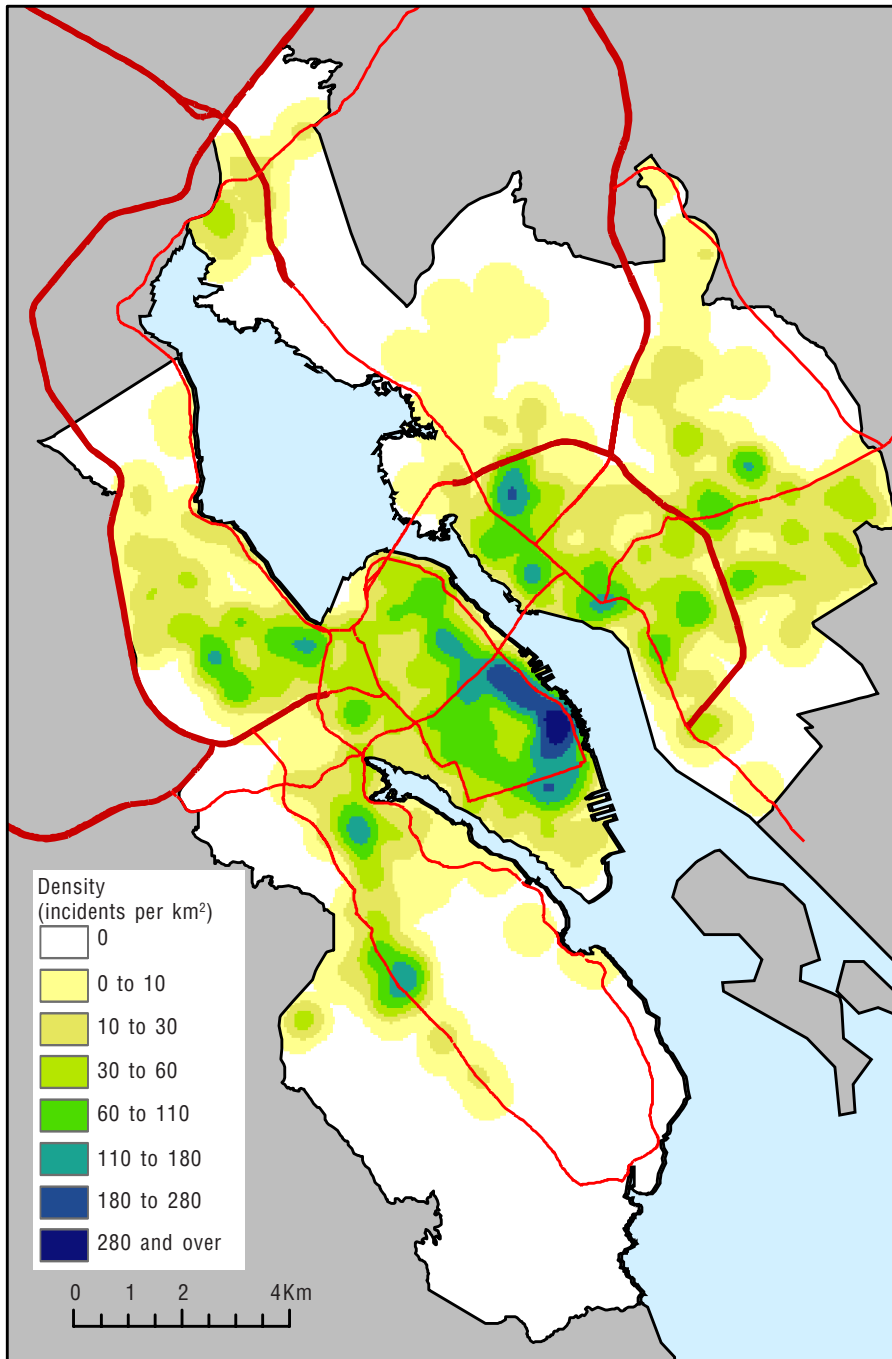 Density
(incidents per km²)
0
0 to 10
10 to 30
30 to 60
60 to 110
110 to 180
180 to 280
280 and over
0 1 2 4Km